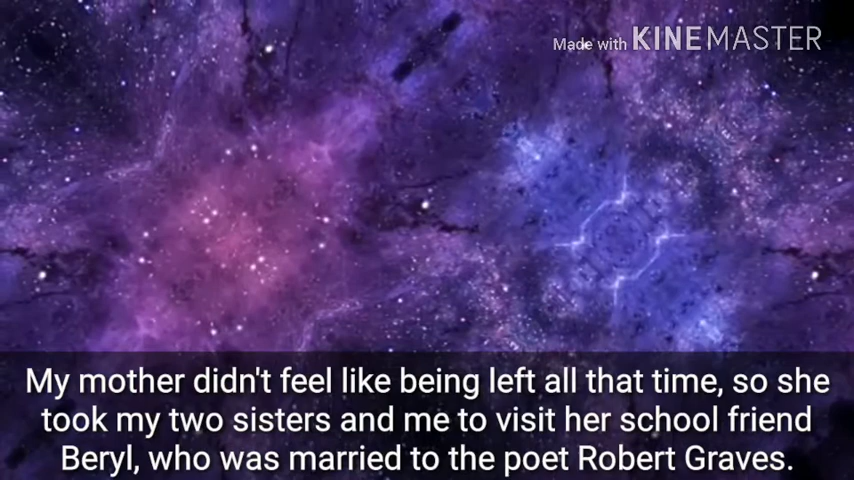 Made with KINEMASTER
My mother didn't feel like being left all that time, so she
took my two sisters and me to visit her school friend
Beryl, who was married to the poet Robert Graves.